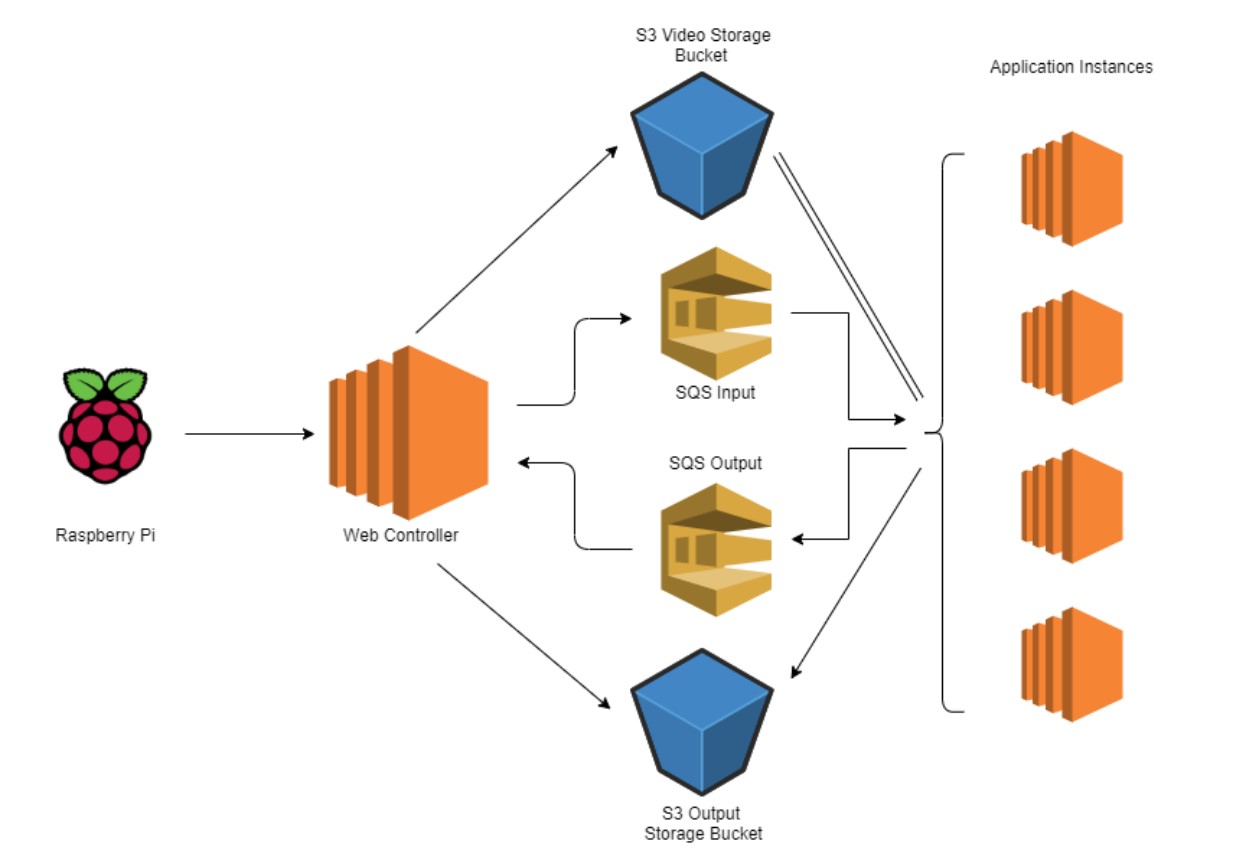 S3 Video Storage
Bucket
Application Instances
SQS Input
SQS Output
Raspberry Pi
Web Controller
S3 Output
Storage Bucket